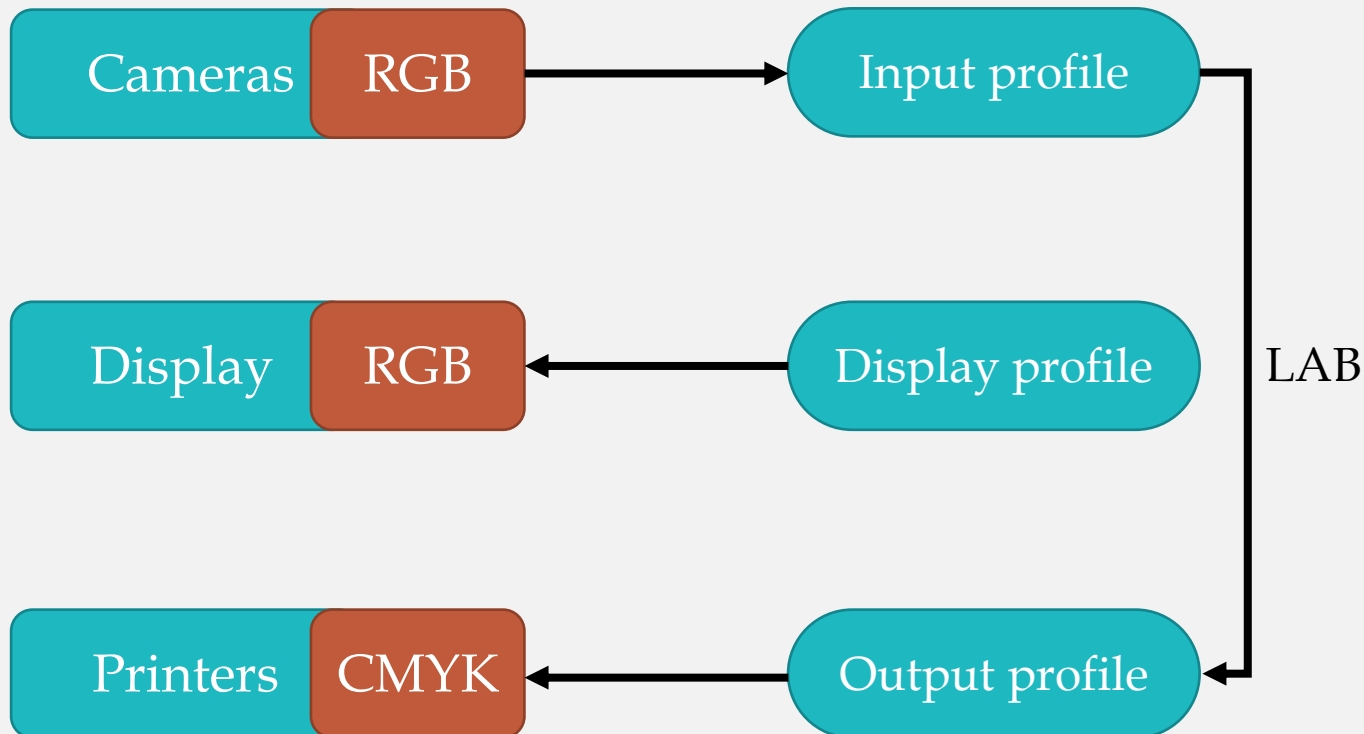 Cameras RGB Input profile
Display RGB Display profile LAB
Printers CMYK Output profile